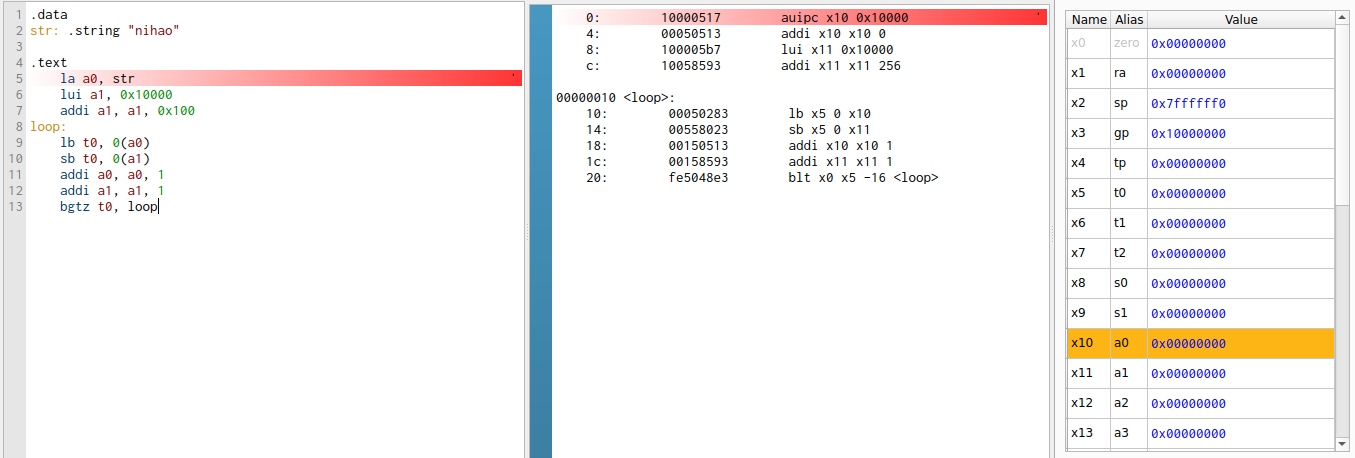 1 .data
2 str: .string "nihao"
3
4 .text
5     la a0, str
6     lui a1, 0x10000
7     addi a1, a1, 0x100
8 loop:
9     lb t0, 0(a0)
10     sb t0, 0(a1)
11     addi a0, a0, 1
12     addi a1, a1, 1
13     bgtz t0, loop
0:        10000517        auipc x10 0x10000
4:        00050513        addi x10 x10 0
8:        100005b7        lui x11 0x10000
c:        10058593        addi x11 x11 256
00000010 <loop>:
10:        00050283        lb x5 0 x10
14:        00558023        sb x5 0 x11
18:        00150513        addi x10 x10 1
1c:        00158593        addi x11 x11 1
20:        fe5048e3        blt x0 x5 -16 <loop>
Name Alias Value
x0 zero 0x00000000
x1 ra 0x00000000
x2 sp 0x7ffffff0
x3 gp 0x10000000
x4 tp 0x00000000
x5 t0 0x00000000
x6 t1 0x00000000
x7 t2 0x00000000
x8 s0 0x00000000
x9 s1 0x00000000
x10 a0 0x00000000
x11 a1 0x00000000
x12 a2 0x00000000
x13 a3 0x00000000